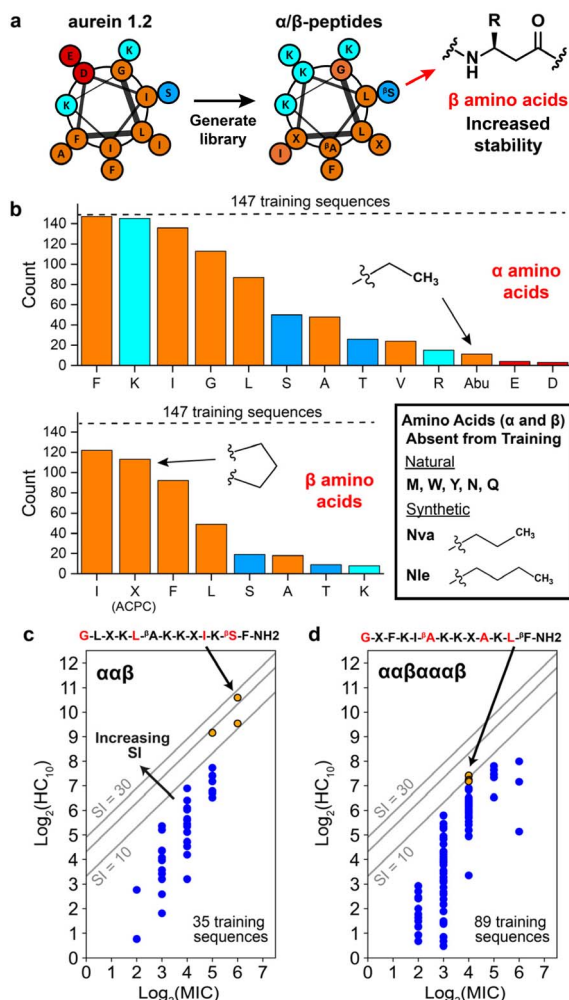 a
aurein 1.2
E
D
K
G
S
K
I
F
L
A
I
F
I
Generate
library
α/β-peptides
K
K
G
K
L
βS
X
L
I
βA
X
F
R
O
N
H
β amino acids
Increased
stability
b
147 training sequences
Count
140
120
100
80
60
40
20
0
CH3
α amino
acids
F K I G L S A T V R Abu E D
147 training sequences
Count
140
120
100
80
60
40
20
0
β amino
acids
I X F L S A T K
(ACPC)
Amino Acids (α and β)
Absent from Training
Natural
M, W, Y, N, Q
Synthetic
Nva CH3
Nle CH3
c
G-L-X-K-L-βA-K-K-X-I-K-βS-F-NH2
ααβ
Increasing
SI
SI = 30
SI = 10
35 training
sequences
Log2(HC10)
12
11
10
9
8
7
6
5
4
3
2
1
0
0 1 2 3 4 5 6 7
Log2(MIC)
d
G-X-F-K-I-βA-K-K-X-A-K-L-βF-NH2
ααβαααβ
SI = 30
SI = 10
89 training
sequences
Log2(HC10)
12
11
10
9
8
7
6
5
4
3
2
1
0
0 1 2 3 4 5 6 7
Log2(MIC)